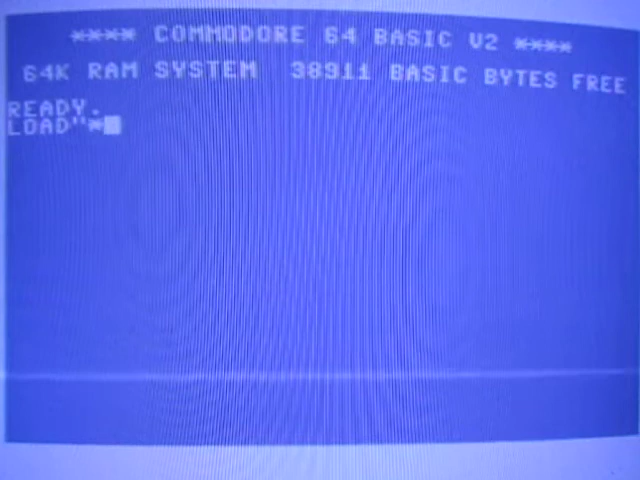 **** COMMODORE 64 BASIC V2 ****
64K RAM SYSTEM 38911 BASIC BYTES FREE
READY.
LOAD"*